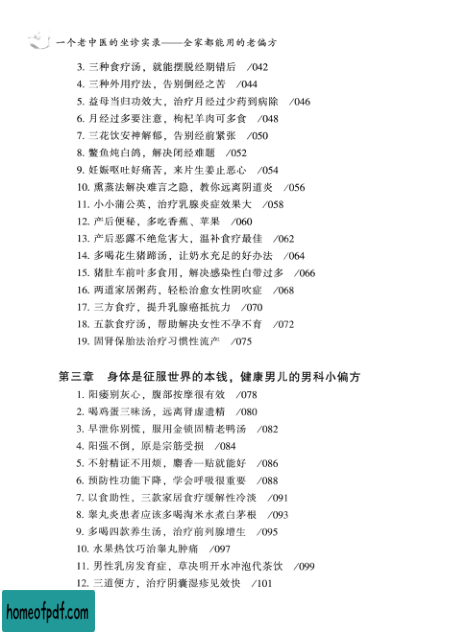 一个老中医的坐诊实录——全家都能用的老偏方
3. 三种食疗汤，就能摆脱经期错后 /042
4. 三种外用疗法，告别倒经之苦 /044
5. 益母当归功效大，治疗月经过少药到病除 /046
6. 月经过多要注意，枸杞羊肉可多食 /048
7. 三花饮安神解郁，告别经前紧张 /050
8. 鳖鱼炖白鸽，解决闭经难题 /052
9. 妊娠呕吐好痛苦，来片生姜止恶心 /054
10. 熏蒸法解决难言之隐，教你远离阴道炎 /056
11. 小小蒲公英，治疗乳腺炎症效果大 /058
12. 产后便秘，多吃香蕉、苹果 /060
13. 产后恶露不绝危害大，温补食疗最佳 /062
14. 多喝花生猪蹄汤，让奶水充足的好办法 /064
15. 猪肚车前叶多食用，解决感染性白带过多 /066
16. 两道家居粥药，轻松治愈女性阴吹症 /068
17. 三方食疗，提升乳腺癌抵抗力 /070
18. 五款食疗汤，帮助解决女性不孕不育 /072
19. 固肾保胎法治疗习惯性流产 /075
第三章 身体是征服世界的本钱，健康男儿的男科小偏方
1. 阳痿别灰心，腹部按摩很有效 /078
2. 喝鸡蛋三味汤，远离肾虚遗精 /080
3. 早泄你别慌，服用金锁固精老鸭汤 /082
4. 阳强不倒，原是宗筋受损 /084
5. 不射精证不用烦，麝香一贴就能好 /086
6. 预防性功能下降，学会呼吸很重要 /088
7. 以食助性，三款家居食疗缓解性冷淡 /091
8. 睾丸炎患者应该多喝淘米水煮白茅根 /093
9. 多喝四款养生汤，治疗前列腺增生 /095
10. 水果热饮巧治睾丸肿痛 /097
11. 男性乳房发育症，草决明开水冲泡代茶饮 /099
12. 三道便方，治疗阴囊湿疹见效快 /101
homeofpdf.com